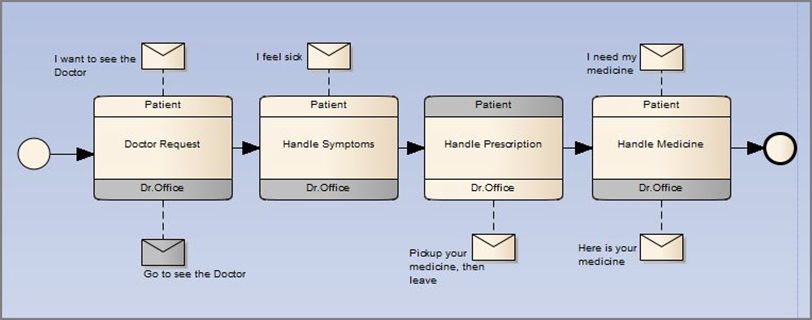 I want to see the
Doctor
I feel sick
I need my
medicine
Patient
Patient
Patient
Patient
Doctor Request
Handle Symptoms
Handle Prescription
Handle Medicine
Dr.Office
Dr.Office
Dr.Office
Dr.Office
Go to see the Doctor
Pickup your
medicine, then
leave
Here is your
medicine